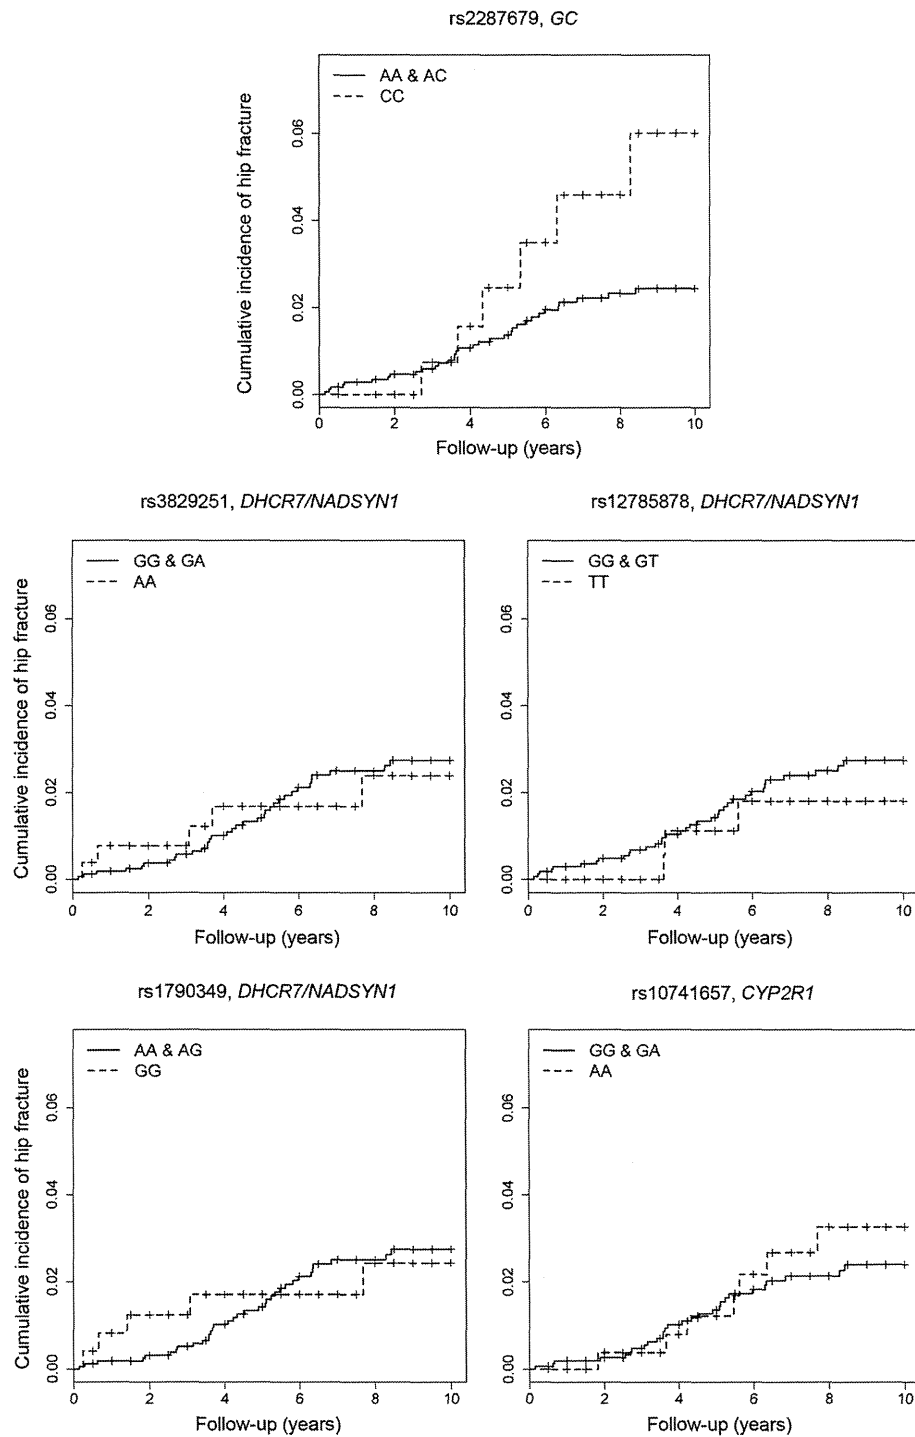 rs2287679, GC
AA & AC
CC
Cumulative incidence of hip fracture
0.00 0.02 0.04 0.06
0 2 4 6 8 10
Follow-up (years)
rs3829251, DHCR7/NADSYN1
GG & GA
AA
Cumulative incidence of hip fracture
0.00 0.02 0.04 0.06
0 2 4 6 8 10
Follow-up (years)
rs12785878, DHCR7/NADSYN1
GG & GT
TT
0.00 0.02 0.04 0.06
0 2 4 6 8 10
Follow-up (years)
rs1790349, DHCR7/NADSYN1
AA & AG
GG
Cumulative incidence of hip fracture
0.00 0.02 0.04 0.06
0 2 4 6 8 10
Follow-up (years)
rs10741657, CYP2R1
GG & GA
AA
0.00 0.02 0.04 0.06
0 2 4 6 8 10
Follow-up (years)